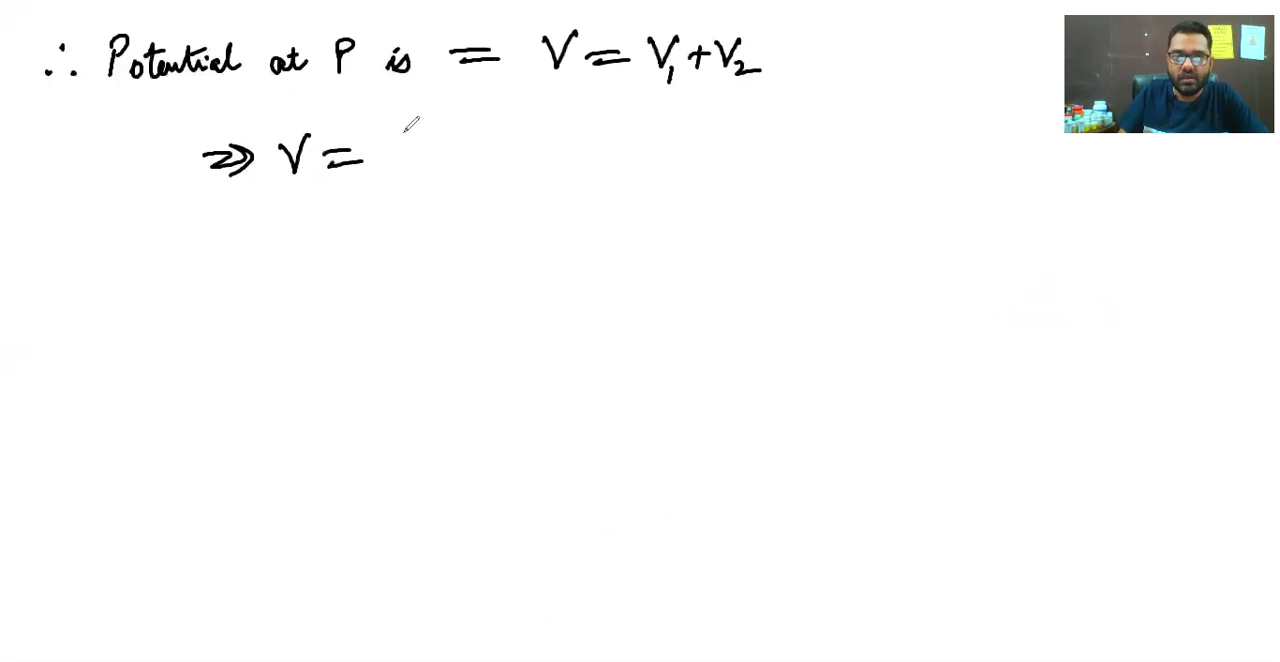 ∴ Potential at P is = V = V₁ + V₂
⇒ V =